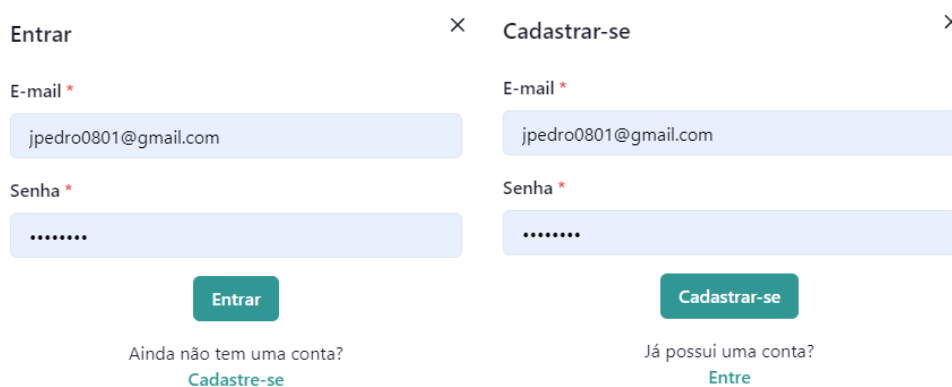 Entrar
E-mail *
jpedro0801@gmail.com
Senha *
••••••••
Entrar
Ainda não tem uma conta?
Cadastre-se
Cadastrar-se
E-mail *
jpedro0801@gmail.com
Senha *
••••••••
Cadastrar-se
Já possui uma conta?
Entre